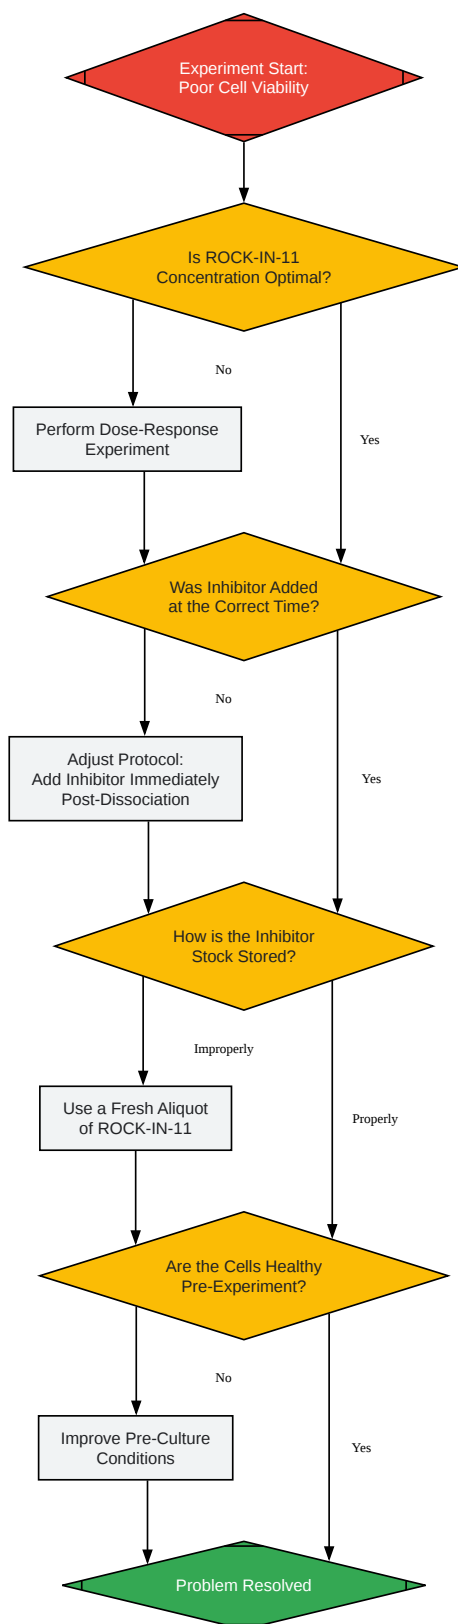 Experiment Start:
Poor Cell Viability
Is ROCK-IN-11
Concentration Optimal?
No
Yes
Perform Dose-Response
Experiment
Was Inhibitor Added
at the Correct Time?
No
Yes
Adjust Protocol:
Add Inhibitor Immediately
Post-Dissociation
How is the Inhibitor
Stock Stored?
Improperly
Properly
Use a Fresh Aliquot
of ROCK-IN-11
Are the Cells Healthy
Pre-Experiment?
No
Yes
Improve Pre-Culture
Conditions
Problem Resolved